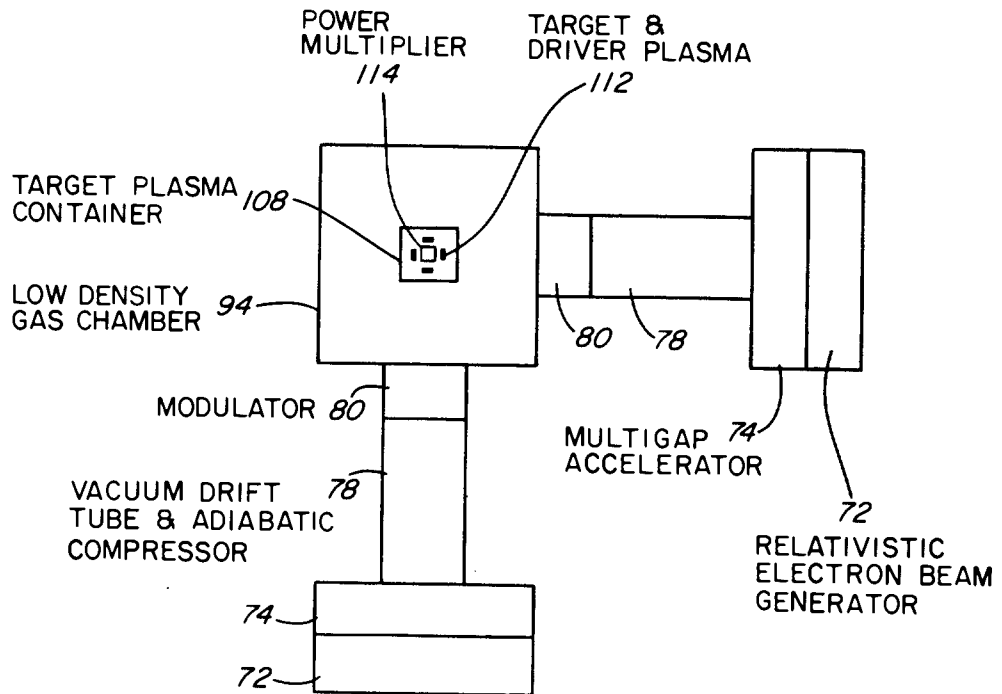 POWER
MULTIPLIER
114
TARGET &
DRIVER PLASMA
112
TARGET PLASMA
CONTAINER
108
LOW DENSITY
GAS CHAMBER
94
80
78
MODULATOR 80
MULTIGAP 74
ACCELERATOR
VACUUM DRIFT
TUBE & ADIABATIC
COMPRESSOR
78
72
RELATIVISTIC
ELECTRON BEAM
GENERATOR
74
72